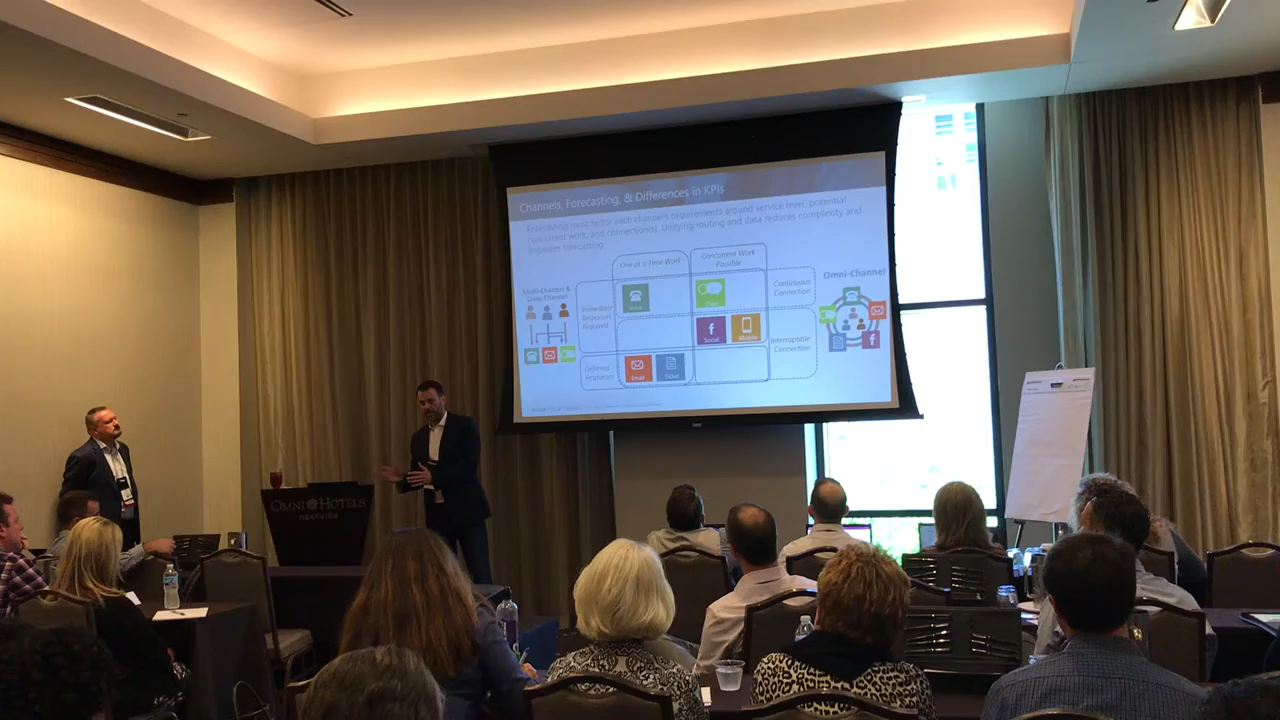 Channels, Forecasting, & Differences in KPIs
Forecasting must factor each channel's requirements around service level, potential
concurrent work, and connection(s). Unifying routing and data reduces complexity and
improves forecasting.
One at a Time Work
Concurrent Work
Possible
Multi-Channel &
Cross Channel
Immediate
Response
Required
Continuous
Connection
Omni-Channel
Voice
Chat
Social
Mobile
Interruptible
Connection
Deferred
Responses
Email
Ticket
OMNI HOTELS
nashville